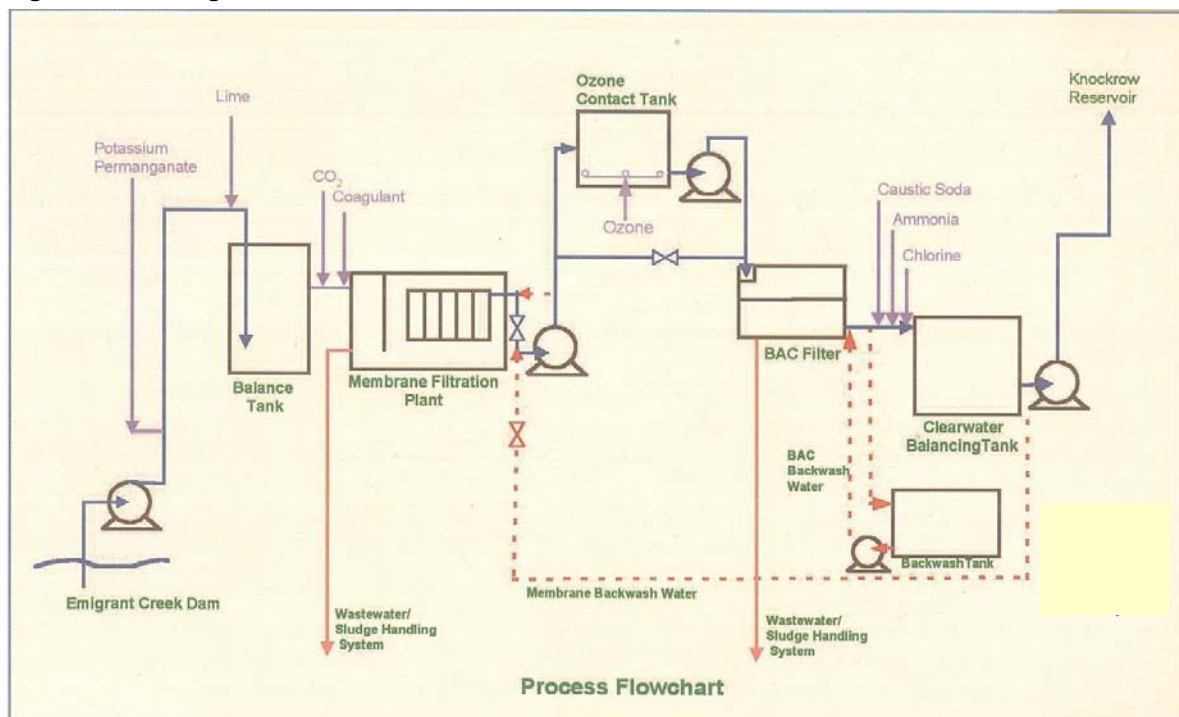 Ozone
Contact Tank
Knockrow
Reservoir
Lime
Potassium
Permanganate
CO2
Coagulant
Ozone
Caustic Soda
Ammonia
Chlorine
Balance
Tank
Membrane Filtration
Plant
BAC Filter
Clearwater
BalancingTank
BAC
Backwash
Water
BackwashTank
Membrane Backwash Water
Emigrant Creek Dam
Wastewater/
Sludge Handling
System
Wastewater/
Sludge Handling
System
Process Flowchart